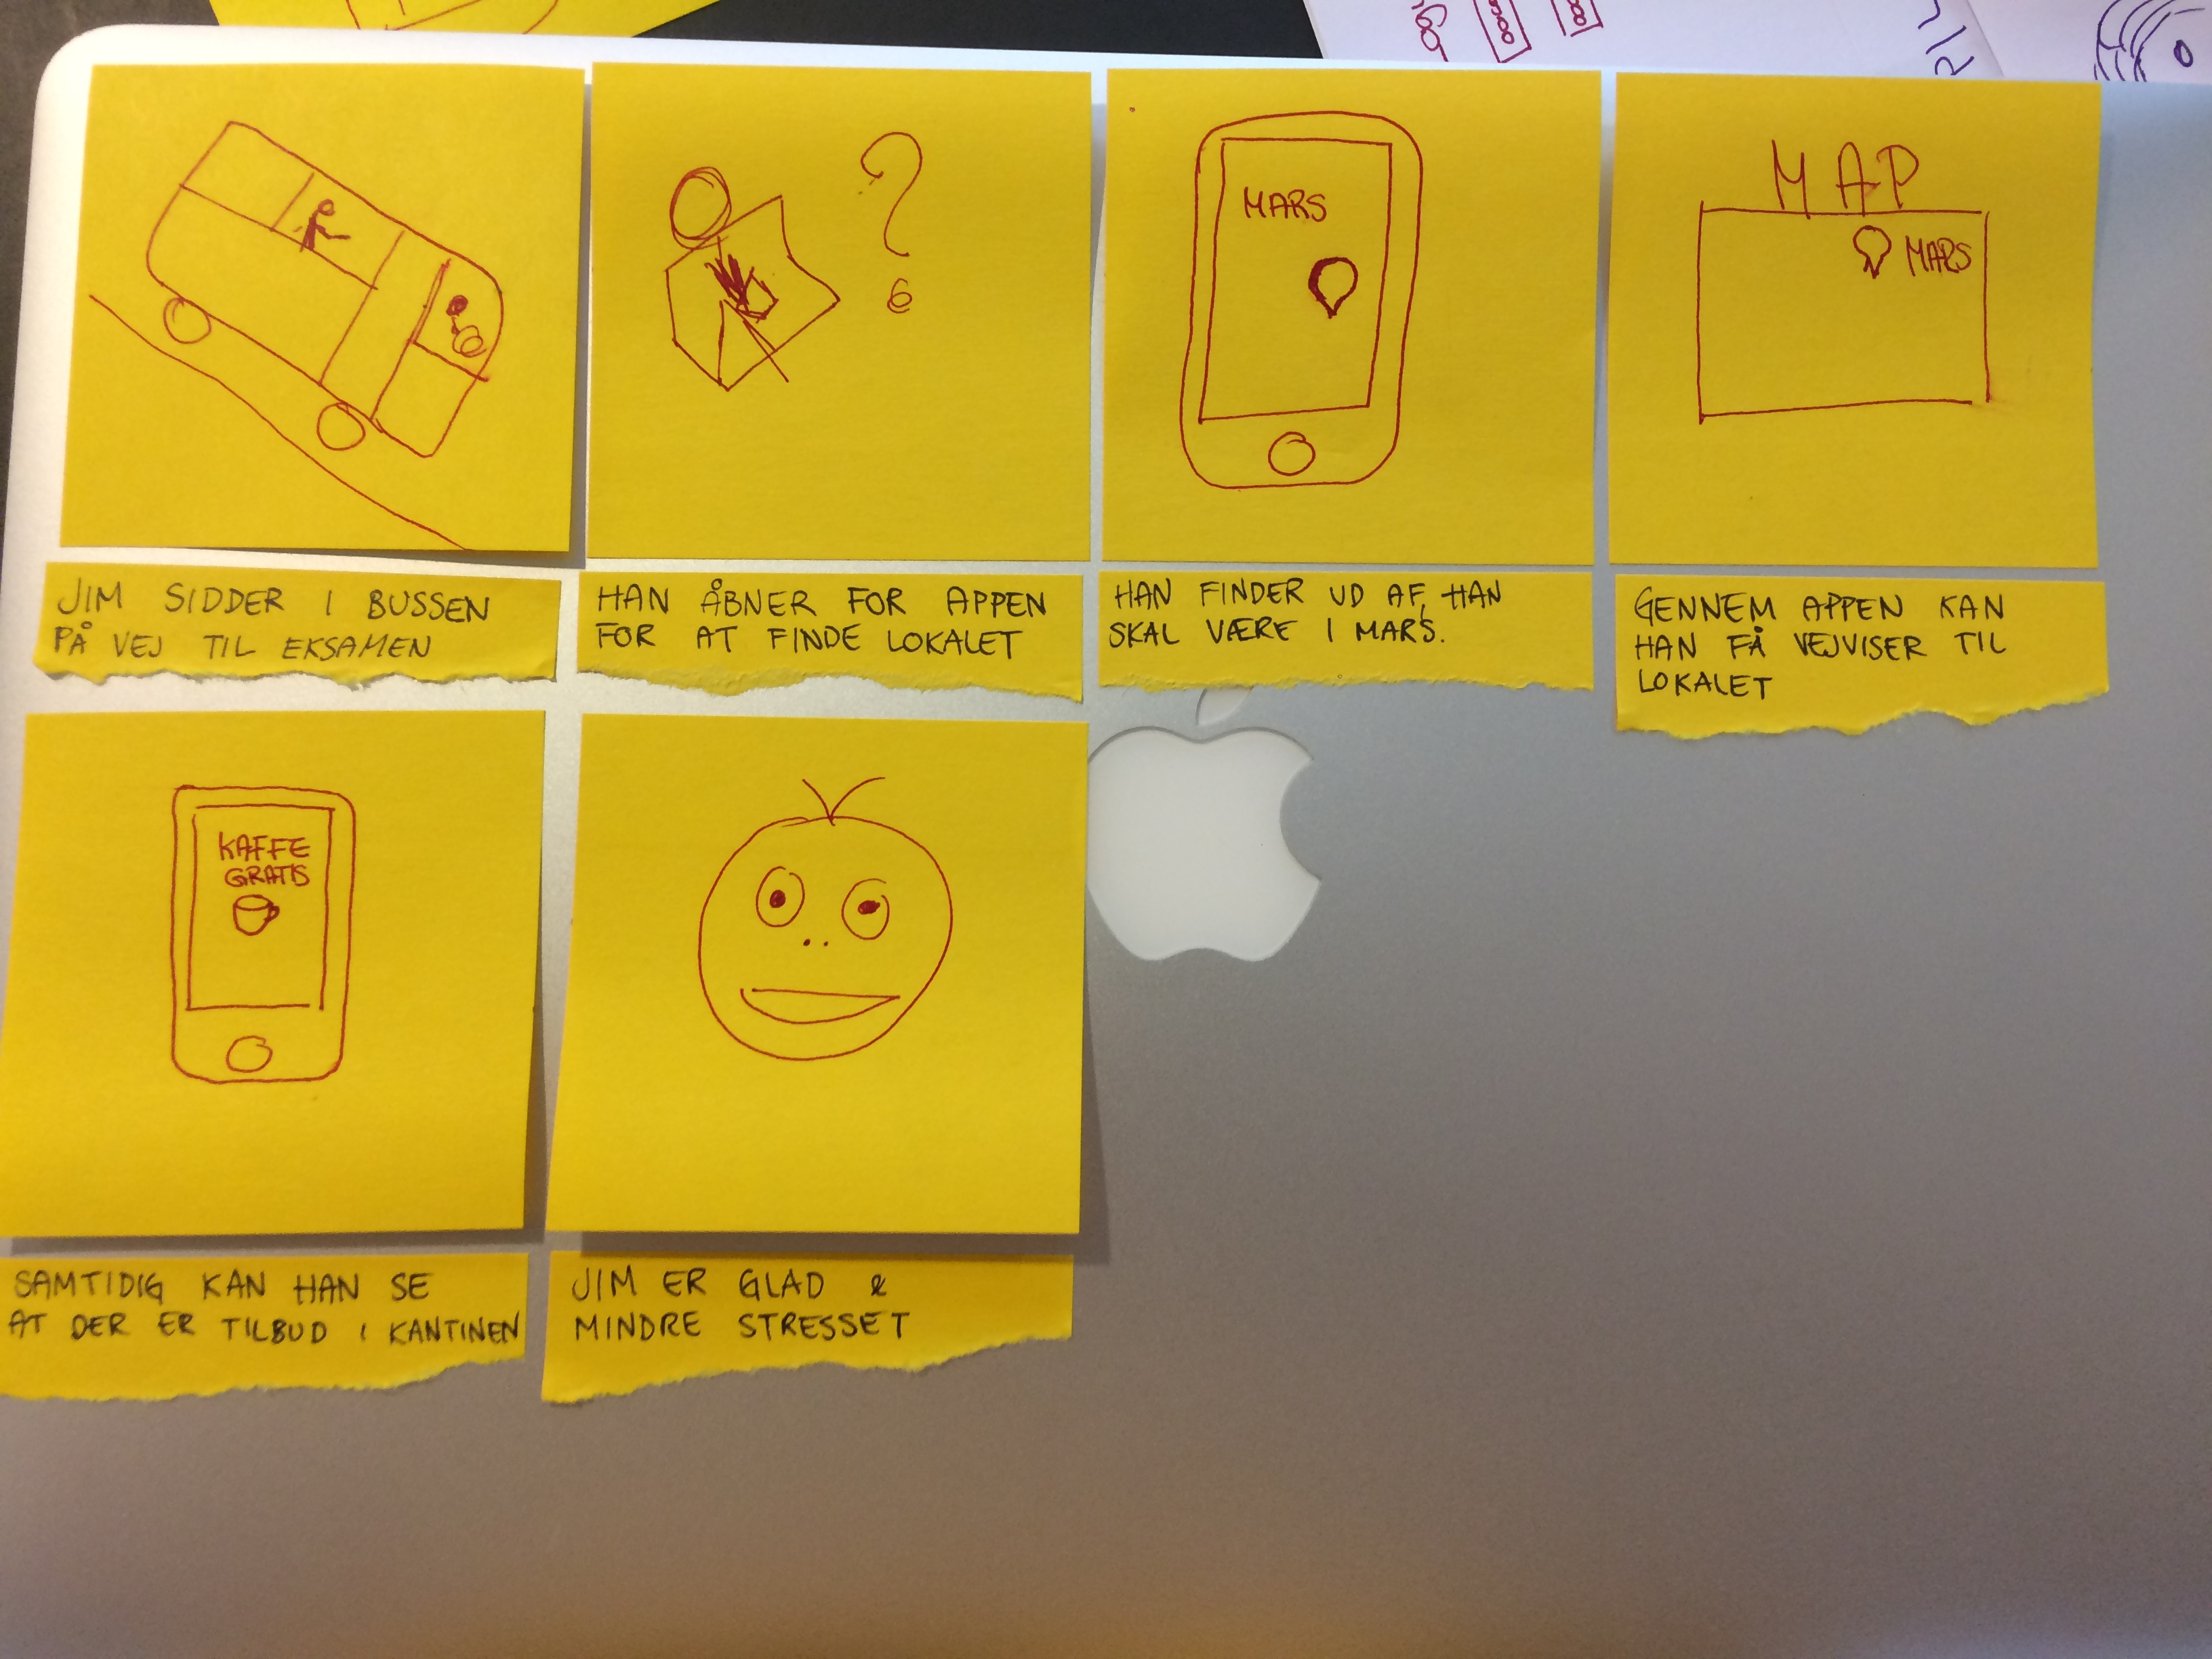 JIM SIDDER I BUSSEN
PÅ VEJ TIL EKSAMEN
?
HAN ÅBNER FOR APPEN
FOR AT FINDE LOKALET
MARS
HAN FINDER UD AF, HAN
SKAL VÆRE I MARS.
MAP
MARS
GENNEM APPEN KAN
HAN FÅ VEJVISER TIL
LOKALET
KAFFE
GRATIS
SAMTIDIG KAN HAN SE
AT DER ER TILBUD I KANTINEN
JIM ER GLAD &
MINDRE STRESSET